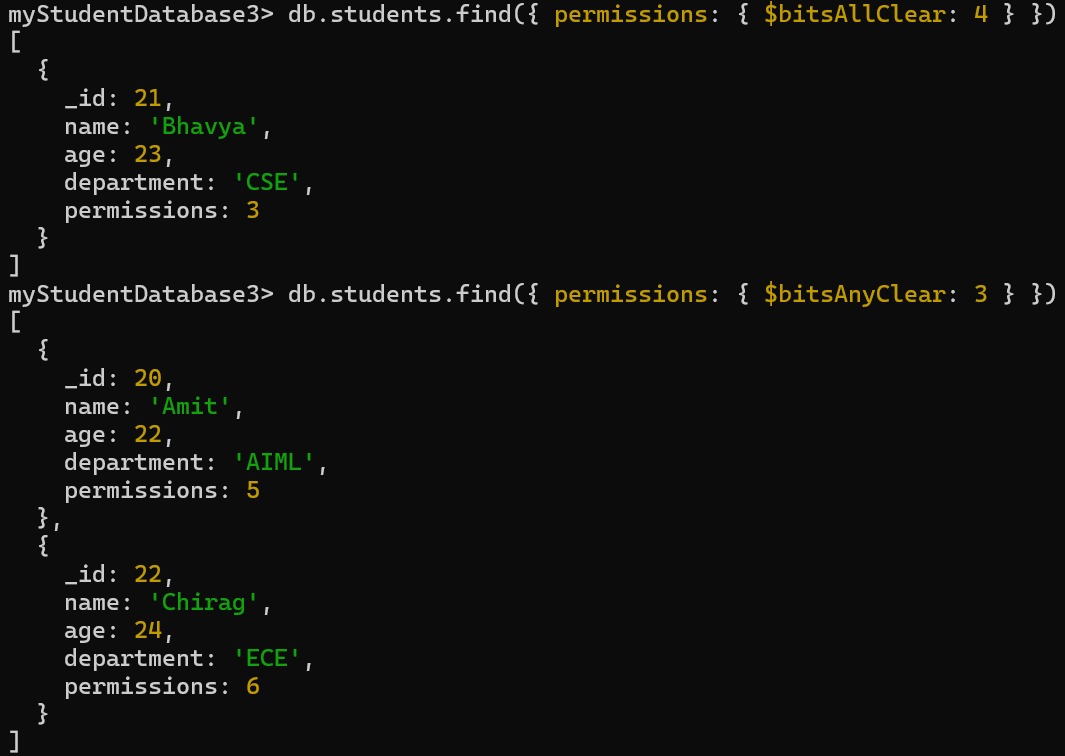 myStudentDatabase3> db.students.find({ permissions: { $bitsAllClear: 4 } })
[
  {
    _id: 21,
    name: 'Bhavya',
    age: 23,
    department: 'CSE',
    permissions: 3
  }
]
myStudentDatabase3> db.students.find({ permissions: { $bitsAnyClear: 3 } })
[
  {
    _id: 20,
    name: 'Amit',
    age: 22,
    department: 'AIML',
    permissions: 5
  },
  {
    _id: 22,
    name: 'Chirag',
    age: 24,
    department: 'ECE',
    permissions: 6
  }
]